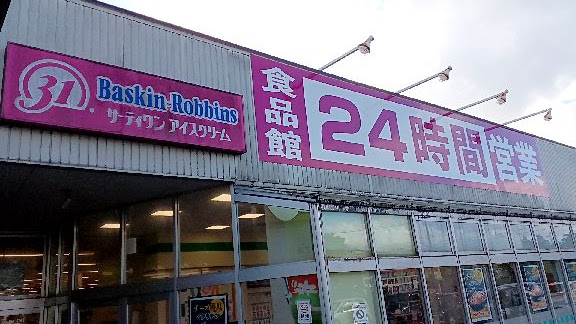 31
Baskin Robbins
サーティワン アイスクリーム
食品館
24時間営業